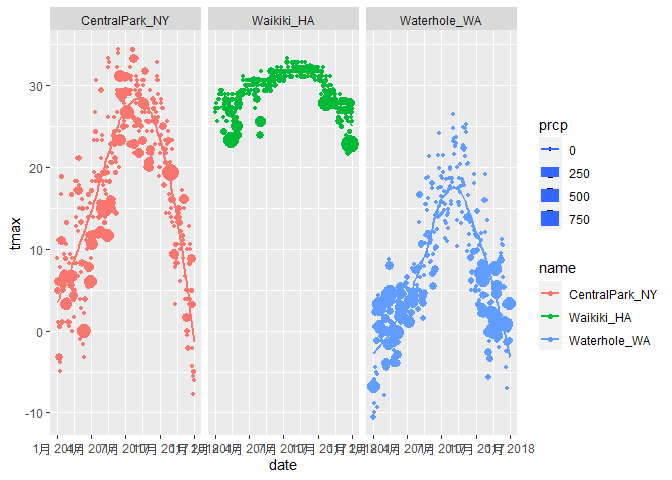 CentralPark_NY Waikiki_HA Waterhole_WA
30
20
10
0
-10
tmax
2018
date
prcp
0
250
500
750
name
CentralPark_NY
Waikiki_HA
Waterhole_WA